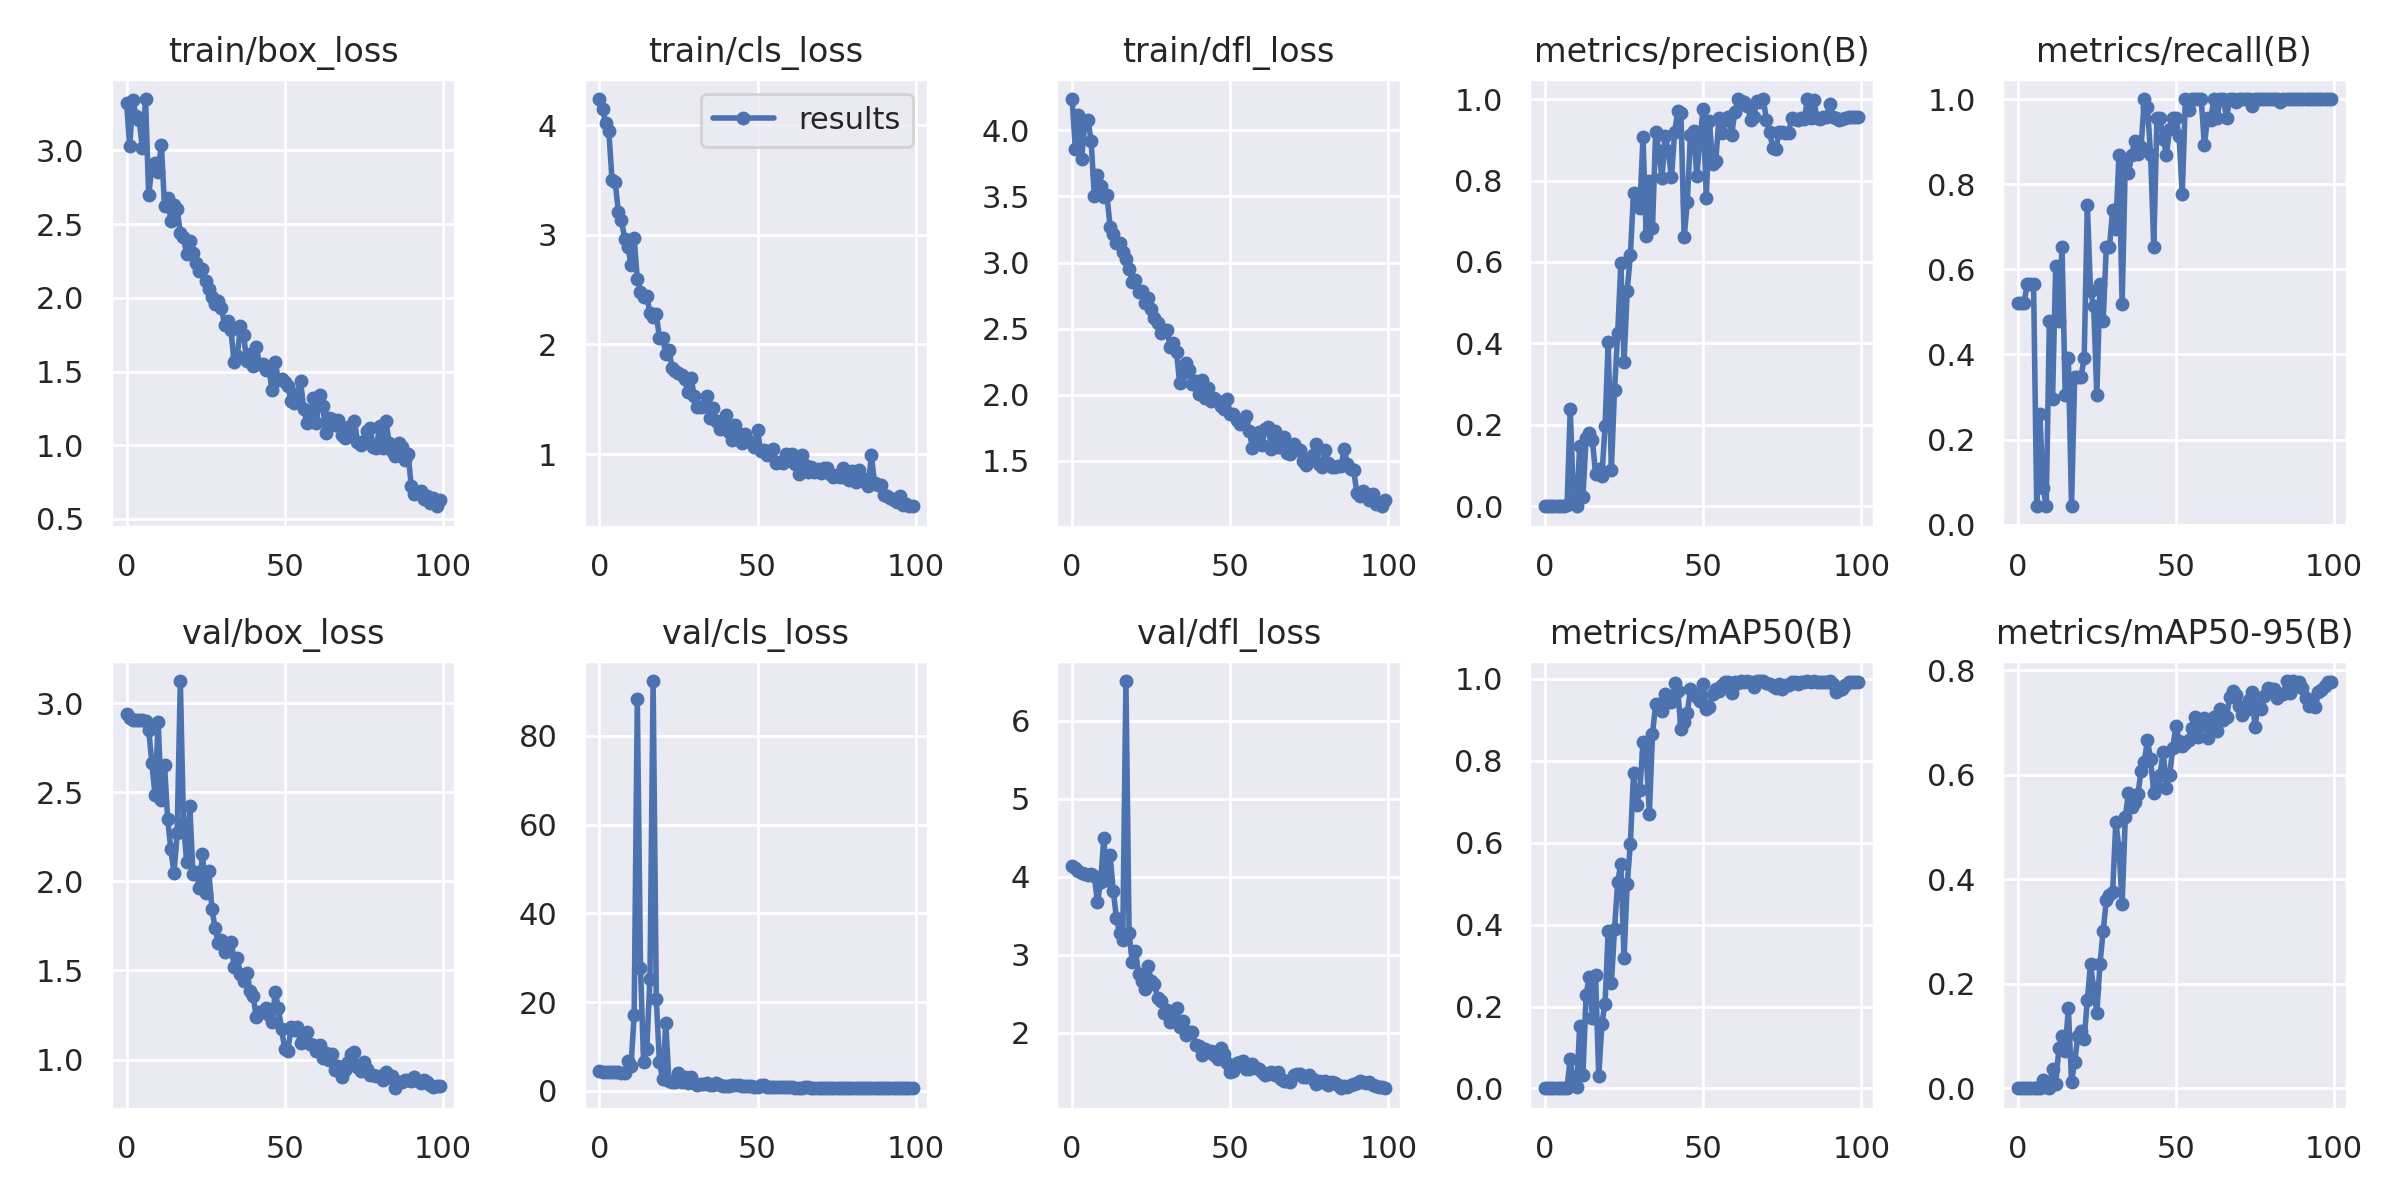 train/box_loss
3.0
2.5
2.0
1.5
1.0
0.5
0 50 100
train/cls_loss
results
4
3
2
1
0 50 100
train/dfl_loss
4.0
3.5
3.0
2.5
2.0
1.5
0 50 100
metrics/precision(B)
1.0
0.8
0.6
0.4
0.2
0.0
0 50 100
metrics/recall(B)
1.0
0.8
0.6
0.4
0.2
0.0
0 50 100
val/box_loss
3.0
2.5
2.0
1.5
1.0
0 50 100
val/cls_loss
80
60
40
20
0
0 50 100
val/dfl_loss
6
5
4
3
2
0 50 100
metrics/mAP50(B)
1.0
0.8
0.6
0.4
0.2
0.0
0 50 100
metrics/mAP50-95(B)
0.8
0.6
0.4
0.2
0.0
0 50 100